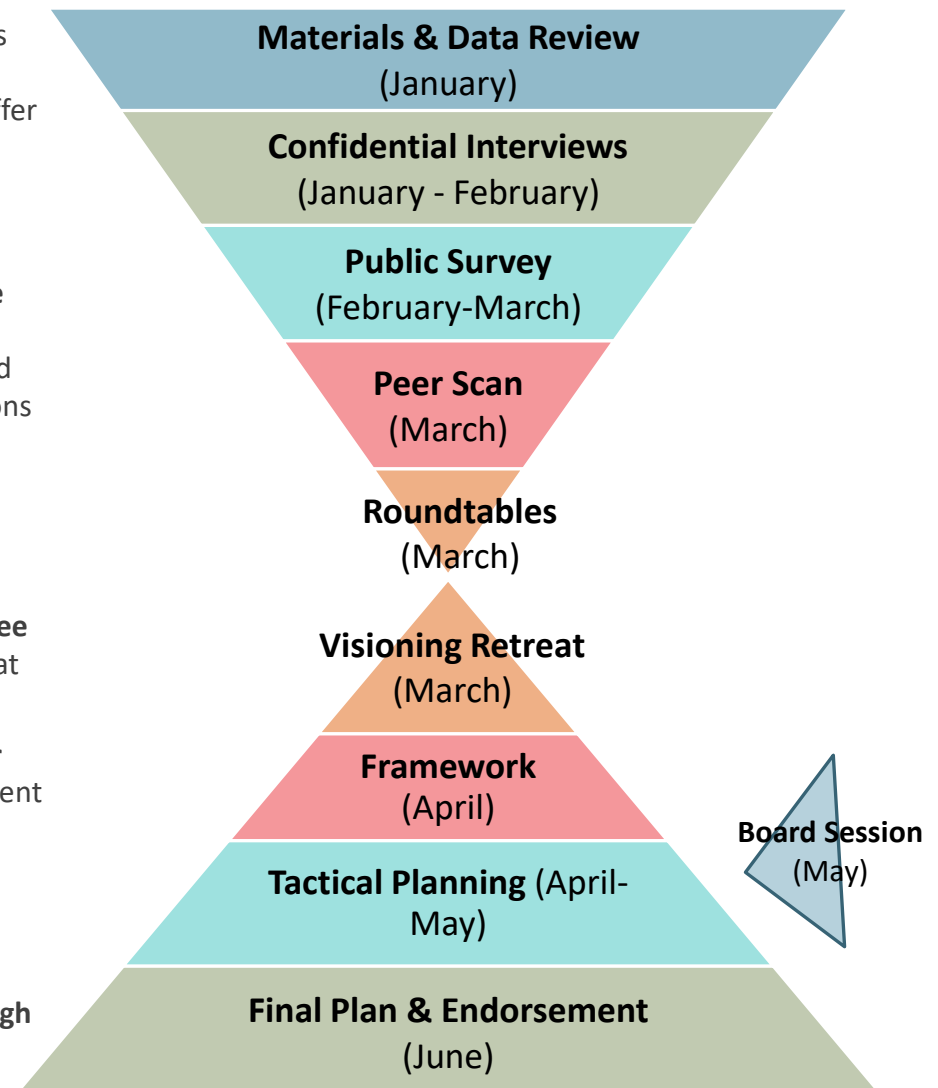 Materials & Data Review
(January)
Confidential Interviews
(January - February)
Public Survey
(February-March)
Peer Scan
(March)
Roundtables
(March)
Visioning Retreat
(March)
Framework
(April)
Tactical Planning (April-
May)
Board Session
(May)
Final Plan & Endorsement
(June)